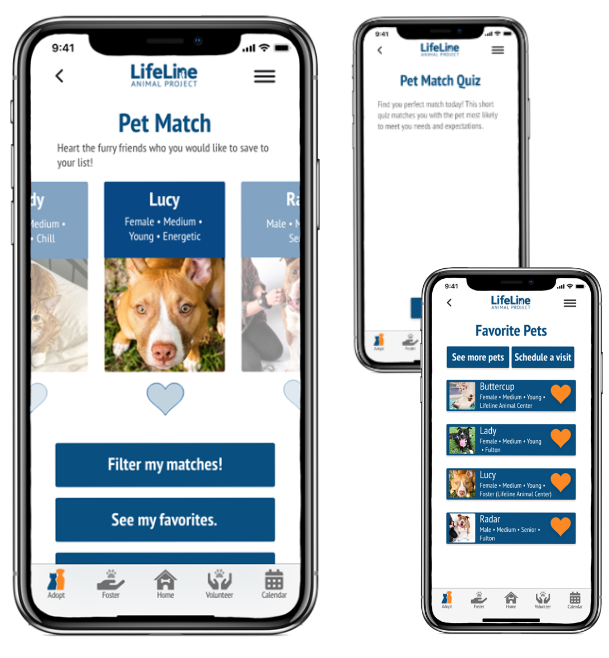 9:41
LifeLine
ANIMAL PROJECT
Pet Match
Heart the furry friends who you would like to save to
your list!
dy
Medium •
• Chill
Lucy
Female • Medium •
Young • Energetic
Ra
Male • M
Se
Filter my matches!
See my favorites.
Adopt
Foster
Home
Volunteer
Calendar
9:41
LifeLine
ANIMAL PROJECT
Pet Match Quiz
Find you perfect match today! This short
quiz matches you with the pet most likely
to meet you needs and expectations.
Adopt
Foster
9:41
LifeLine
ANIMAL PROJECT
Favorite Pets
See more pets
Schedule a visit
Buttercup
Female • Medium • Young •
Lifeline Animal Center
Lady
Female • Medium • Young
• Fulton
Lucy
Female • Medium • Young •
Foster (Lifeline Animal Center)
Radar
Male • Medium • Senior •
Fulton
Adopt
Foster
Home
Volunteer
Calendar